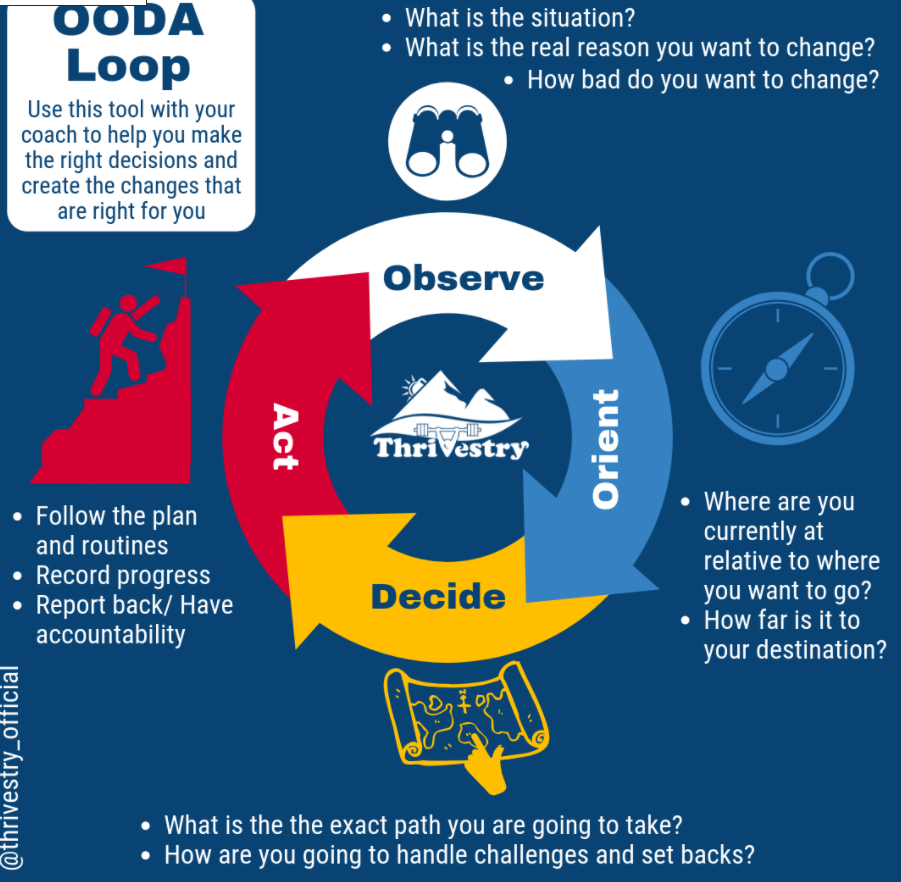 OODA
Loop
Use this tool with your
coach to help you make
the right decisions and
create the changes that
are right for you
• What is the situation?
• What is the real reason you want to change?
• How bad do you want to change?
Observe
Orient
Decide
Act
ThriVestry
• Where are you
currently at
relative to where
you want to go?
• How far is it to
your destination?
• Follow the plan
and routines
• Record progress
• Report back/ Have
accountability
@thrivestry_official
N
• What is the the exact path you are going to take?
• How are you going to handle challenges and set backs?